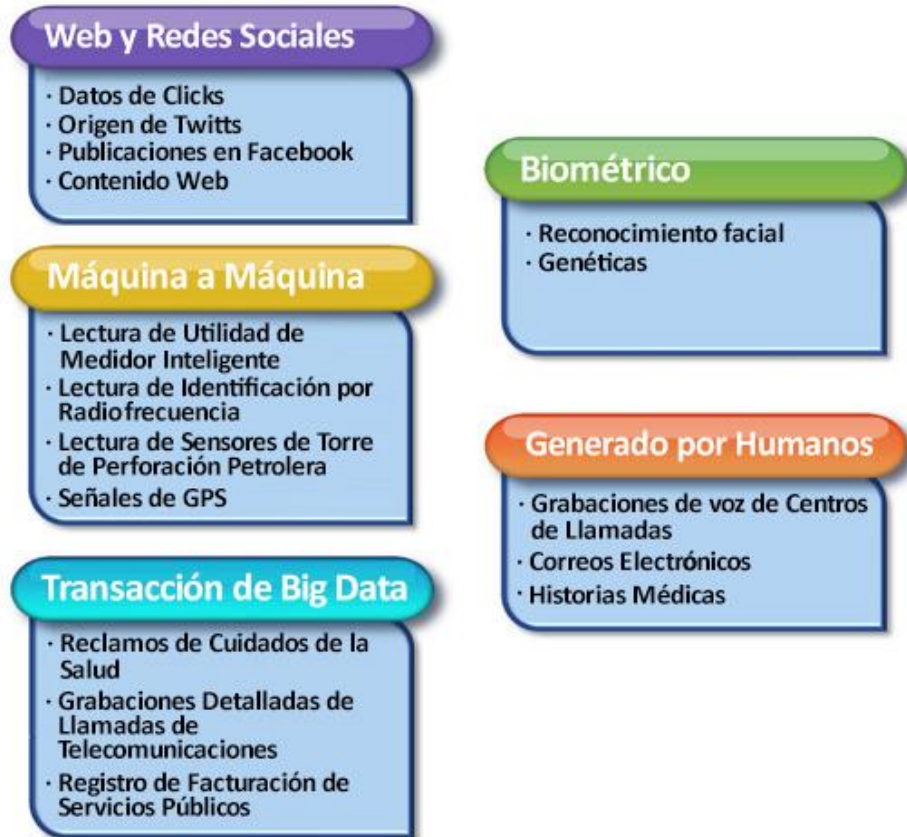 Web y Redes Sociales
· Datos de Clicks
· Origen de Twitts
· Publicaciones en Facebook
· Contenido Web
Máquina a Máquina
· Lectura de Utilidad de
Medidor Inteligente
· Lectura de Identificación por
Radiofrecuencia
· Lectura de Sensores de Torre
de Perforación Petrolera
· Señales de GPS
Transacción de Big Data
· Reclamos de Cuidados de la
Salud
· Grabaciones Detalladas de
Llamadas de
Telecomunicaciones
· Registro de Facturación de
Servicios Públicos
Biométrico
· Reconocimiento facial
· Genéticas
Generado por Humanos
· Grabaciones de voz de Centros
de Llamadas
· Correos Electrónicos
· Historias Médicas